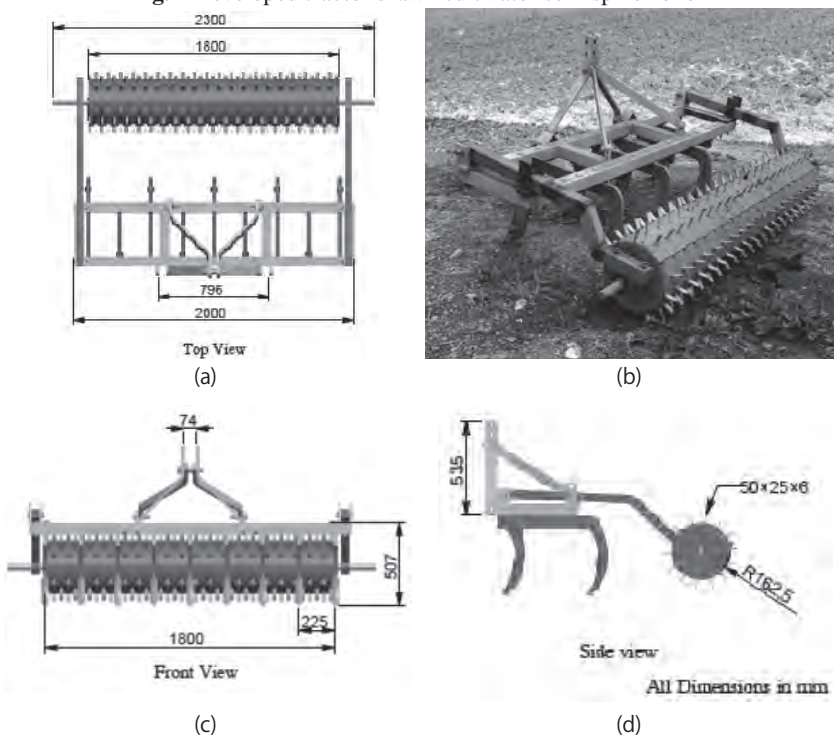 2300
1800
796
2000
Top View
(a)
(b)
74
507
225
1800
Front View
(c)
535
50×25×6
R162.5
Side view
All Dimensions in mm
(d)